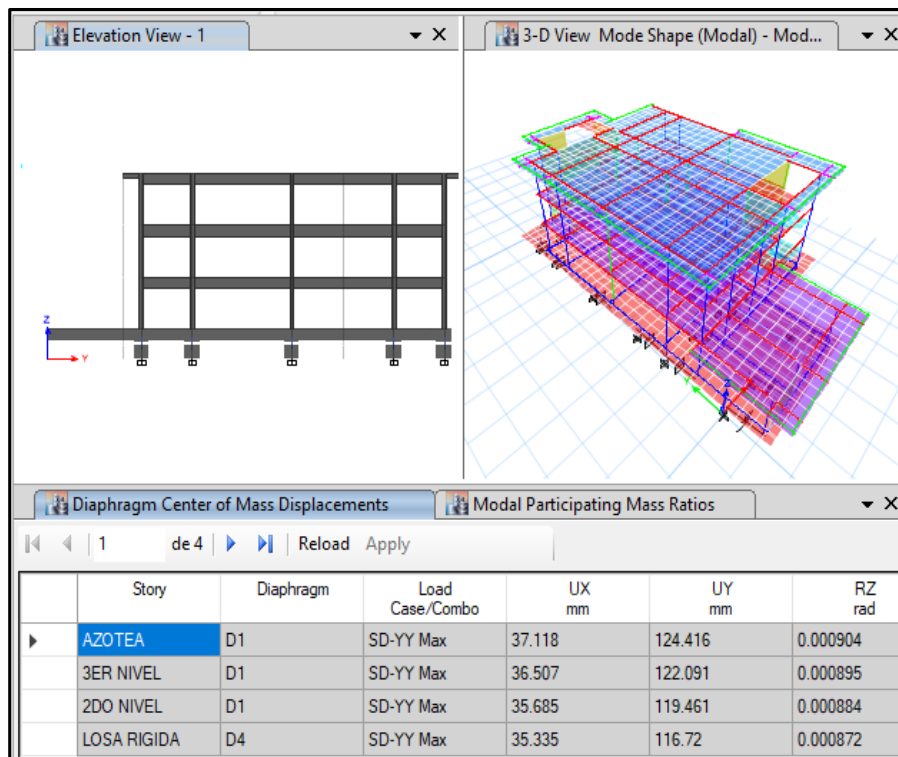 Elevation View - 1
3-D View Mode Shape (Modal) - Mod...
Z
Y
Z
Diaphragm Center of Mass Displacements
Modal Participating Mass Ratios
1 de 4 Reload Apply
Story Diaphragm Load Case/Combo UX mm UY mm RZ rad
AZOTEA D1 SD-YY Max 37.118 124.416 0.000904
3ER NIVEL D1 SD-YY Max 36.507 122.091 0.000895
2DO NIVEL D1 SD-YY Max 35.685 119.461 0.000884
LOSA RIGIDA D4 SD-YY Max 35.335 116.72 0.000872